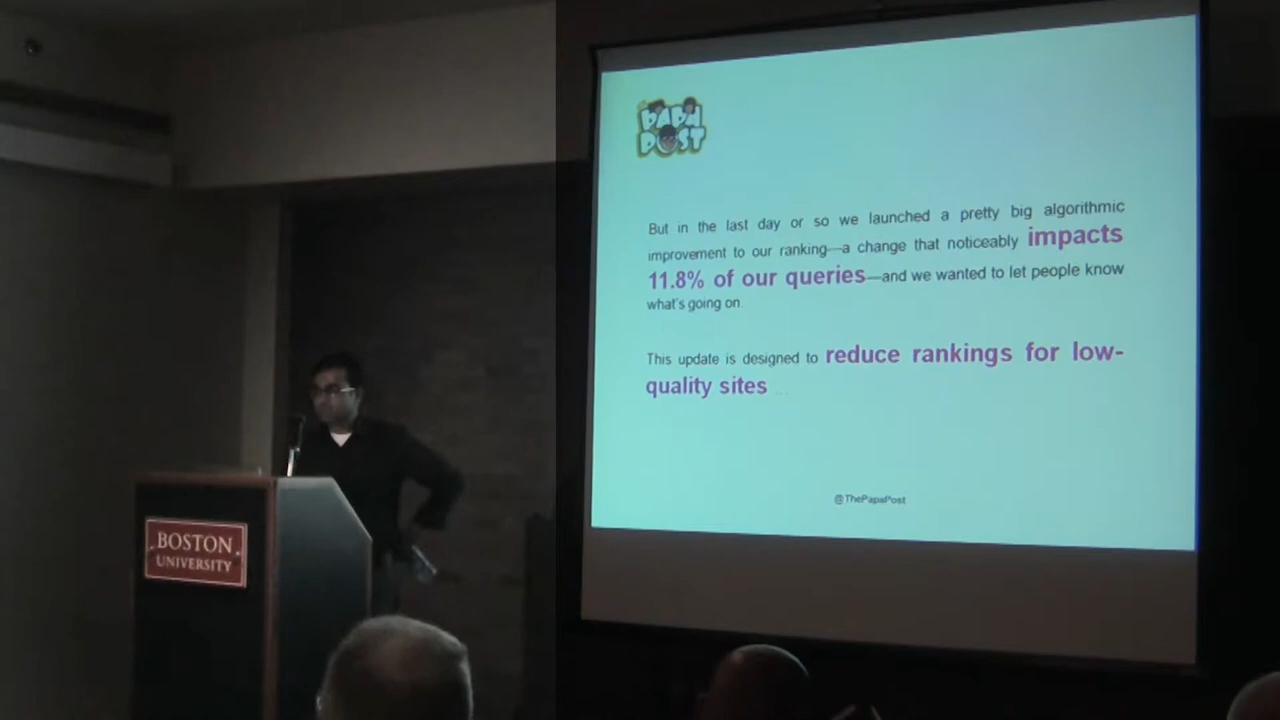 PAPA
POST
But in the last day or so we launched a pretty big algorithmic
improvement to our ranking—a change that noticeably impacts
11.8% of our queries—and we wanted to let people know
what's going on.
This update is designed to reduce rankings for low-
quality sites ...
@ThePapaPost
BOSTON
UNIVERSITY